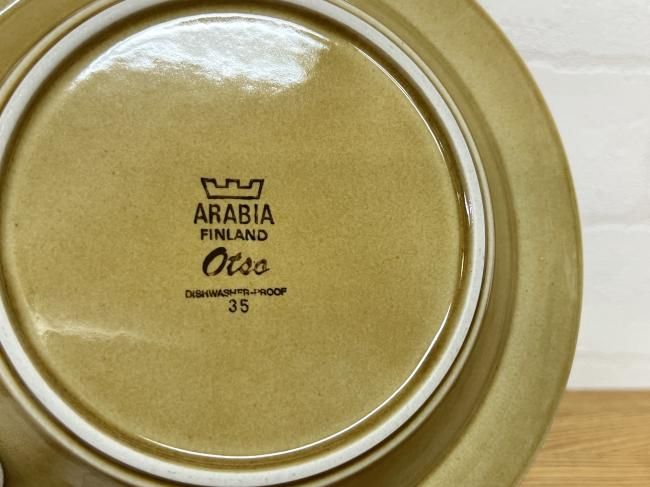 ARABIA
FINLAND
Otso
DISHWASHER-PROOF
35